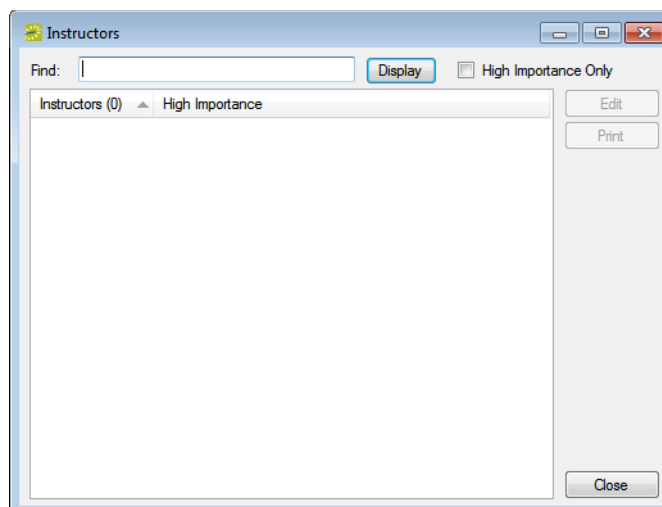 Instructors
Find: Display High Importance Only
Instructors (0) High Importance
Edit
Print
Close